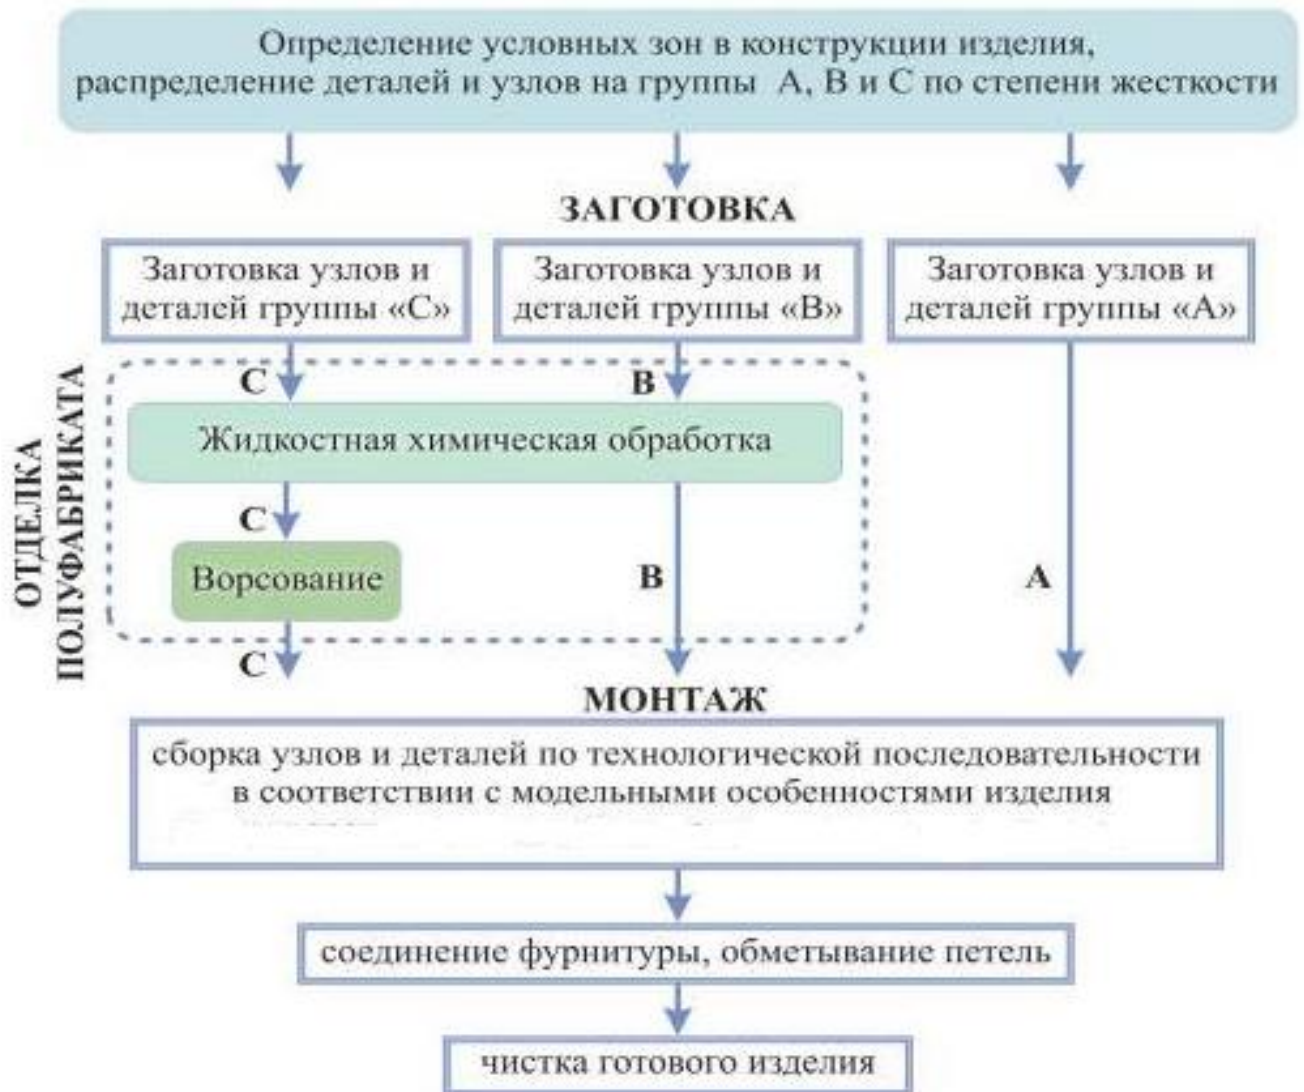 Определение условных зон в конструкции изделия,
распределение деталей и узлов на группы А, В и С по степени жесткости
ЗАГОТОВКА
Заготовка узлов и
деталей группы «С»
Заготовка узлов и
деталей группы «В»
Заготовка узлов и
деталей группы «А»
ОТДЕЛКА
ПОЛУФАБРИКАТА
С
В
Жидкостная химическая обработка
С
Ворсование
В
А
С
МОНТАЖ
сборка узлов и деталей по технологической последовательности
в соответствии с модельными особенностями изделия
соединение фурнитуры, обметывание петель
чистка готового изделия